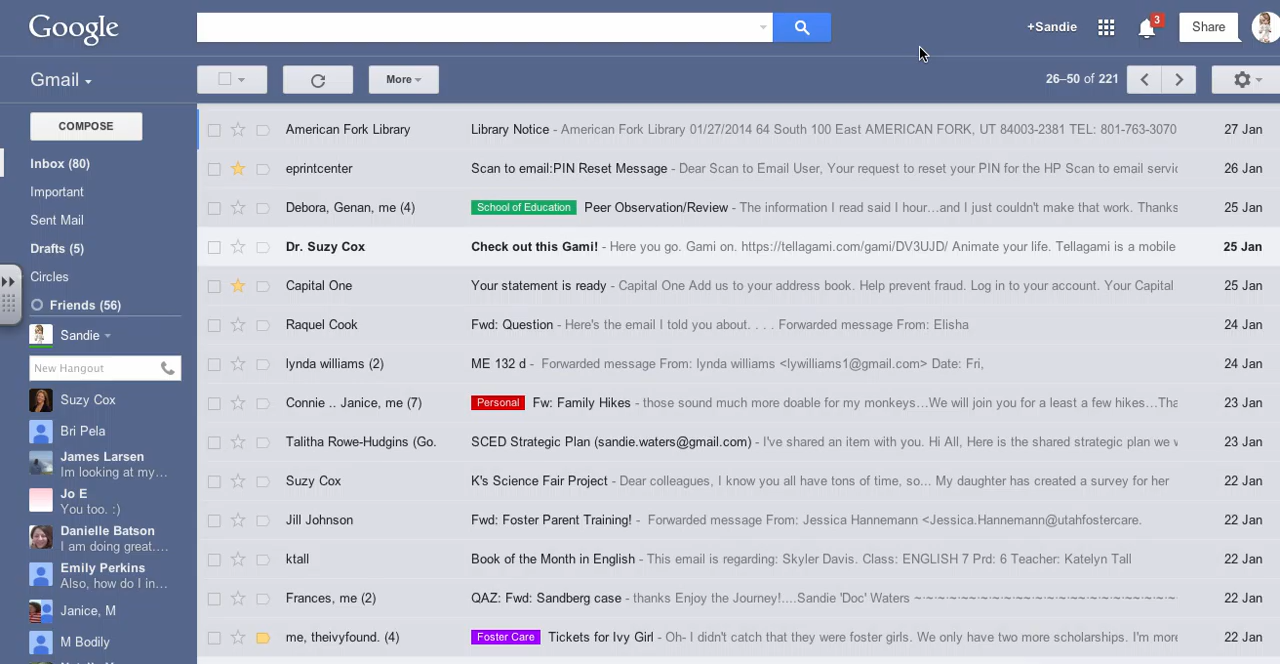 Google
+Sandie
3
Share
Gmail
More
26–50 of 221
COMPOSE
Inbox (80)
Important
Sent Mail
Drafts (5)
Circles
Friends (56)
Sandie
New Hangout
Suzy Cox
Bri Pela
James Larsen
Im looking at my…
Jo E
You too. :)
Danielle Batson
I am doing great.…
Emily Perkins
Also, how do I in…
Janice, M
M Bodily
American Fork Library Library Notice - American Fork Library 01/27/2014 64 South 100 East AMERICAN FORK, UT 84003-2381 TEL: 801-763-3070 27 Jan
eprintcenter Scan to email:PIN Reset Message - Dear Scan to Email User, Your request to reset your PIN for the HP Scan to email servic 26 Jan
Debora, Genan, me (4) School of Education Peer Observation/Review - The information I read said I hour…and I just couldn't make that work. Thanks 25 Jan
Dr. Suzy Cox Check out this Gami! - Here you go. Gami on. https://tellagami.com/gami/DV3UJD/ Animate your life. Tellagami is a mobile 25 Jan
Capital One Your statement is ready - Capital One Add us to your address book. Help prevent fraud. Log in to your account. Your Capital 25 Jan
Raquel Cook Fwd: Question - Here's the email I told you about. . . . Forwarded message From: Elisha 24 Jan
lynda williams (2) ME 132 d - Forwarded message From: lynda williams <lywilliams1@gmail.com> Date: Fri, 24 Jan
Connie .. Janice, me (7) Personal Fw: Family Hikes - those sound much more doable for my monkeys…We will join you for a least a few hikes…Tha 23 Jan
Talitha Rowe-Hudgins (Go. SCED Strategic Plan (sandie.waters@gmail.com) - I've shared an item with you. Hi All, Here is the shared strategic plan we w 23 Jan
Suzy Cox K's Science Fair Project - Dear colleagues, I know you all have tons of time, so... My daughter has created a survey for her 22 Jan
Jill Johnson Fwd: Foster Parent Training! - Forwarded message From: Jessica Hannemann <Jessica.Hannemann@utahfostercare. 22 Jan
ktall Book of the Month in English - This email is regarding: Skyler Davis. Class: ENGLISH 7 Prd: 6 Teacher: Katelyn Tall 22 Jan
Frances, me (2) QAZ: Fwd: Sandberg case - thanks Enjoy the journey!....Sandie 'Doc' Waters ~·~·~·~·~·~·~·~·~·~·~·~·~·~·~·~·~·~·~ 22 Jan
me, theivyfound. (4) Foster Care Tickets for Ivy Girl - Oh- I didn't catch that they were foster girls. We only have two more scholarships. I'm more 22 Jan